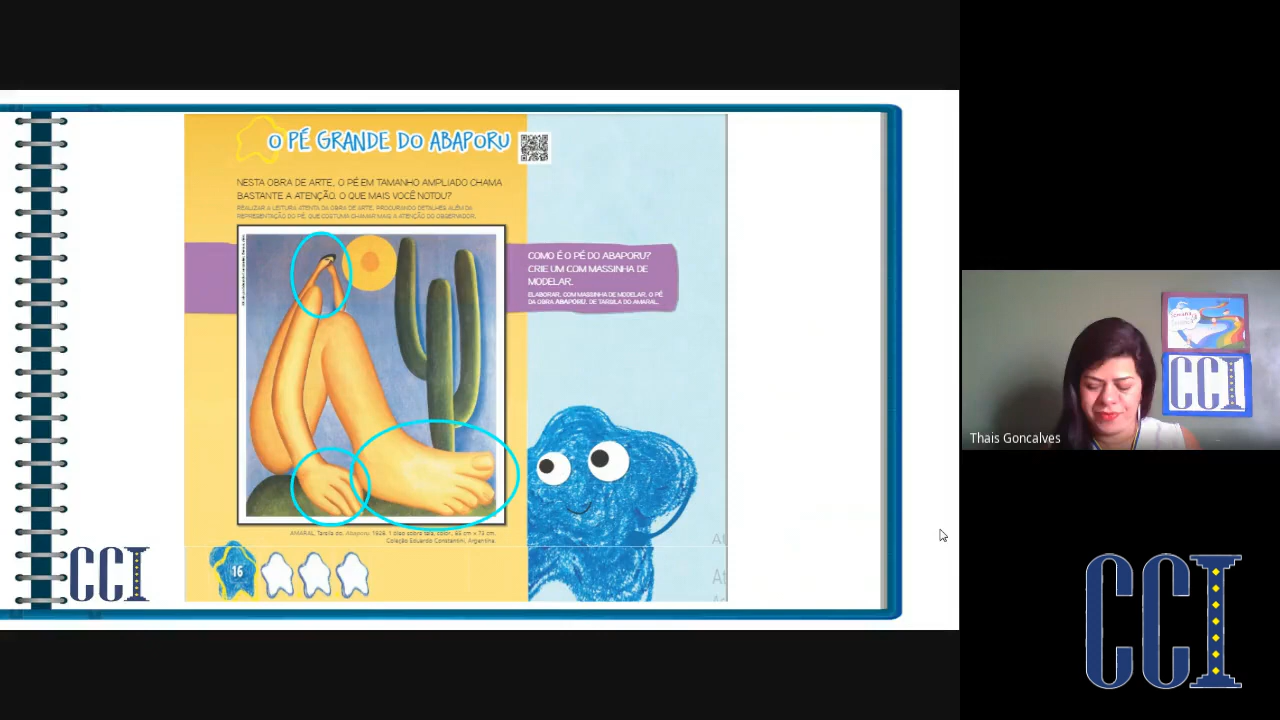 O PÉ GRANDE DO ABAPORU
NESTA OBRA DE ARTE, O PÉ EM TAMANHO AMPLIADO CHAMA
BASTANTE A ATENÇÃO. O QUE MAIS VOCÊ NOTOU?
REALIZAR A LEITURA ATENTA DA OBRA DE ARTE, PROCURANDO DETALHES ALÉM DA
REPRESENTAÇÃO DO PÉ, QUE COSTUMA CHAMAR MAIS A ATENÇÃO DO OBSERVADOR.
COMO É O PÉ DO ABAPORU?
CRIE UM COM MASSINHA DE
MODELAR.
ELABORAR, COM MASSINHA DE MODELAR, O PÉ
DA OBRA ABAPORU, DE TARSILA DO AMARAL.
AMARAL, Tarsila do. Abaporu. 1928. 1 óleo sobre tela, color., 85 cm x 73 cm.
Coleção Eduardo Costantini, Argentina.
16
CCI
CCI
Thais Goncalves
CCI